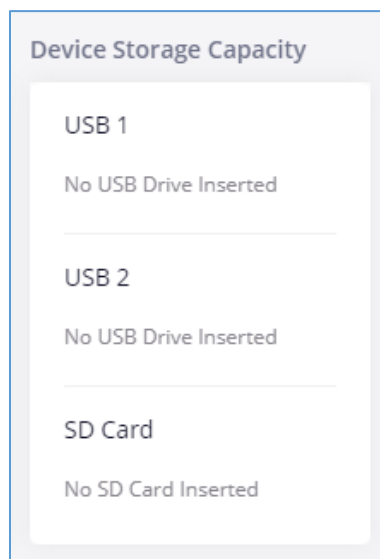 Device Storage Capacity
USB 1
No USB Drive Inserted
USB 2
No USB Drive Inserted
SD Card
No SD Card Inserted